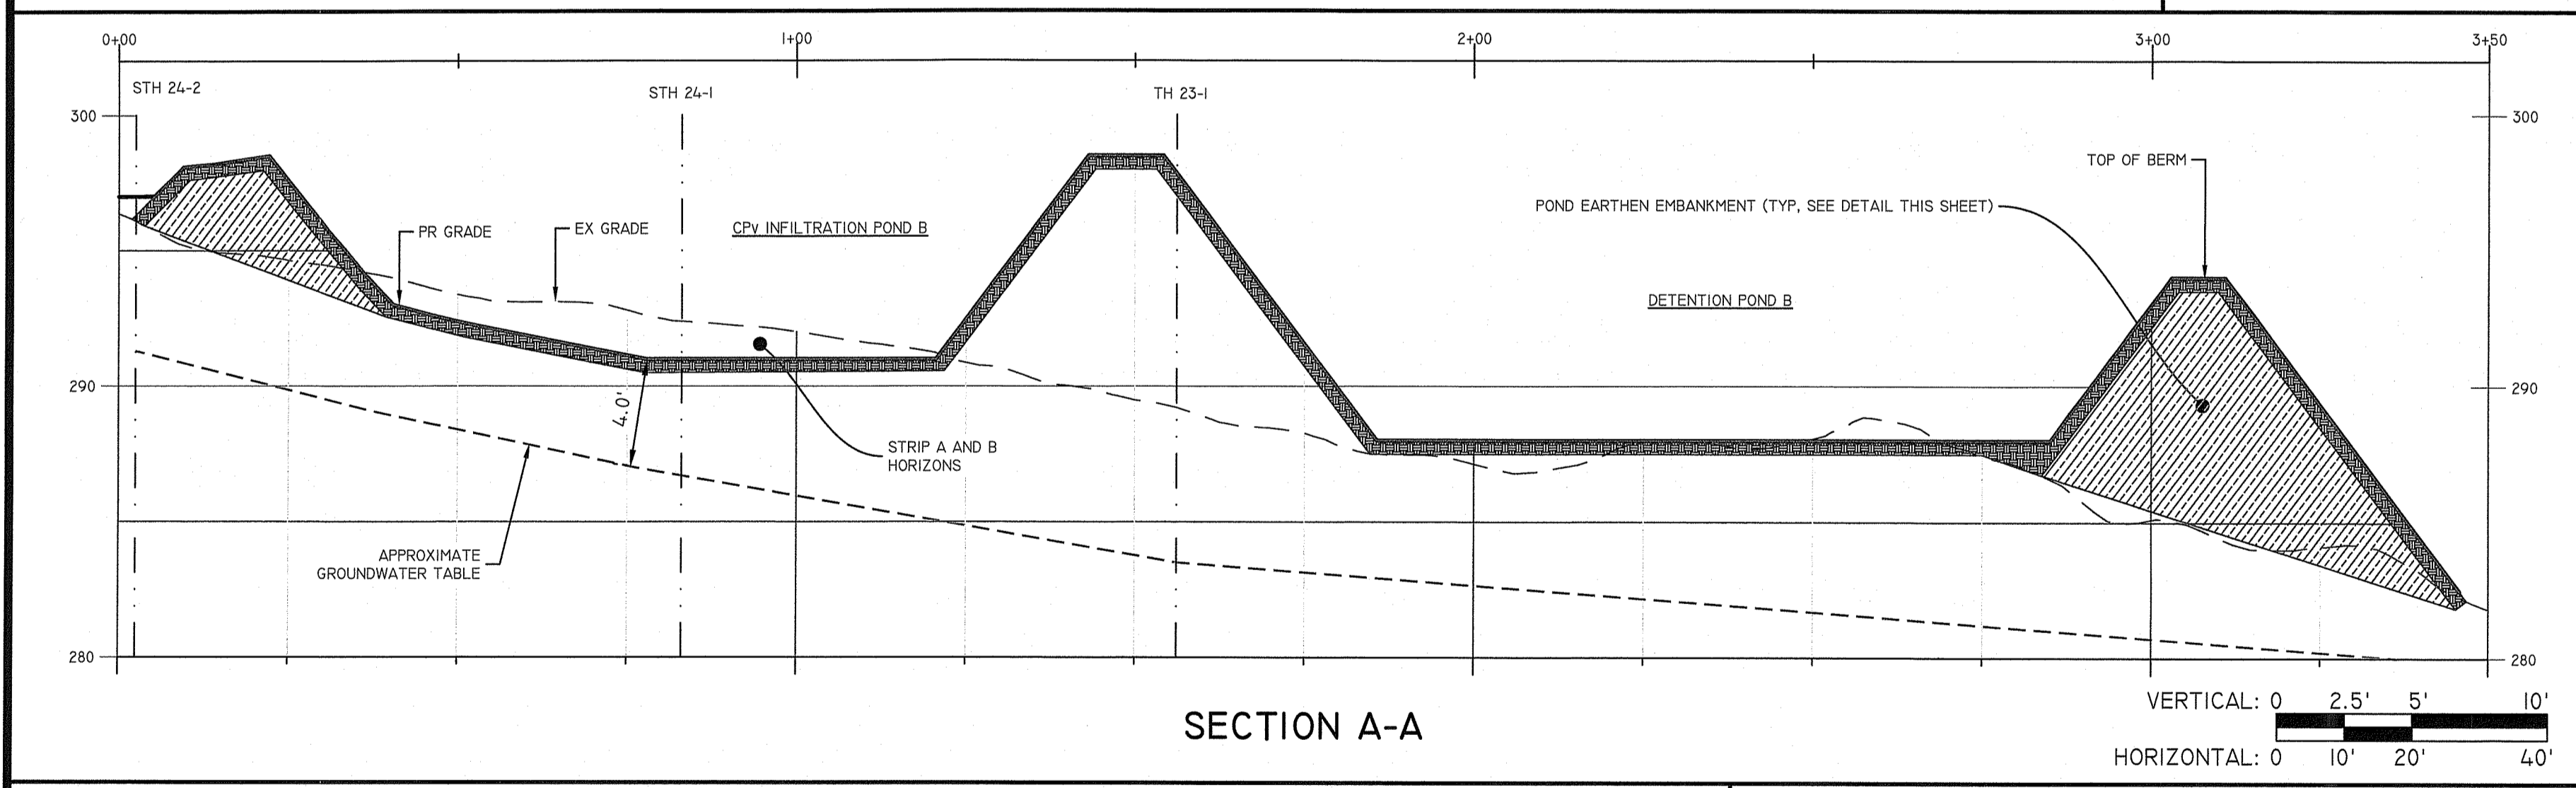 0+00
1+00
2+00
3+00
3+50
STH 24-2
STH 24-1
TH 23-1
300
300
TOP OF BERM
POND EARTHEN EMBANKMENT (TYP, SEE DETAIL THIS SHEET)
PR GRADE
EX GRADE
CPv INFILTRATION POND B
DETENTION POND B
290
290
4.0'
STRIP A AND B
HORIZONS
APPROXIMATE
GROUNDWATER TABLE
280
280
SECTION A-A
VERTICAL: 0 2.5' 5' 10'
HORIZONTAL: 0 10' 20' 40'